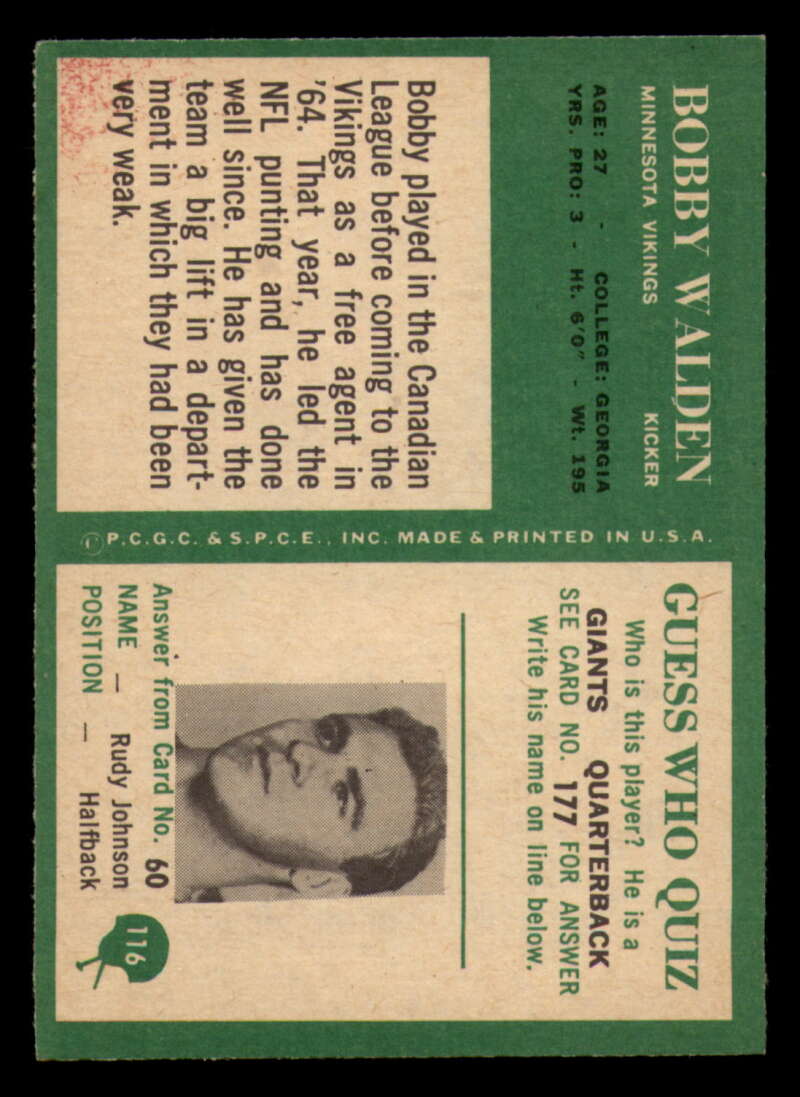 BOBBY WALDEN
MINNESOTA VIKINGS KICKER
AGE: 27 - COLLEGE: GEORGIA
YRS. PRO: 3 - Ht. 6'0" - Wt. 195
Bobby played in the Canadian
League before coming to the
Vikings as a free agent in
'64. That year, he led the
NFL punting and has done
well since. He has given the
team a big lift in a depart-
ment in which they had been
very weak.
© P.C.G.C. & S.P.C.E., INC. MADE & PRINTED IN U.S.A.
GUESS WHO QUIZ
Who is this player? He is a
GIANTS QUARTERBACK
SEE CARD NO. 177 FOR ANSWER
Write his name on line below.
Answer from Card No. 60
NAME — Rudy Johnson
POSITION — Halfback
116